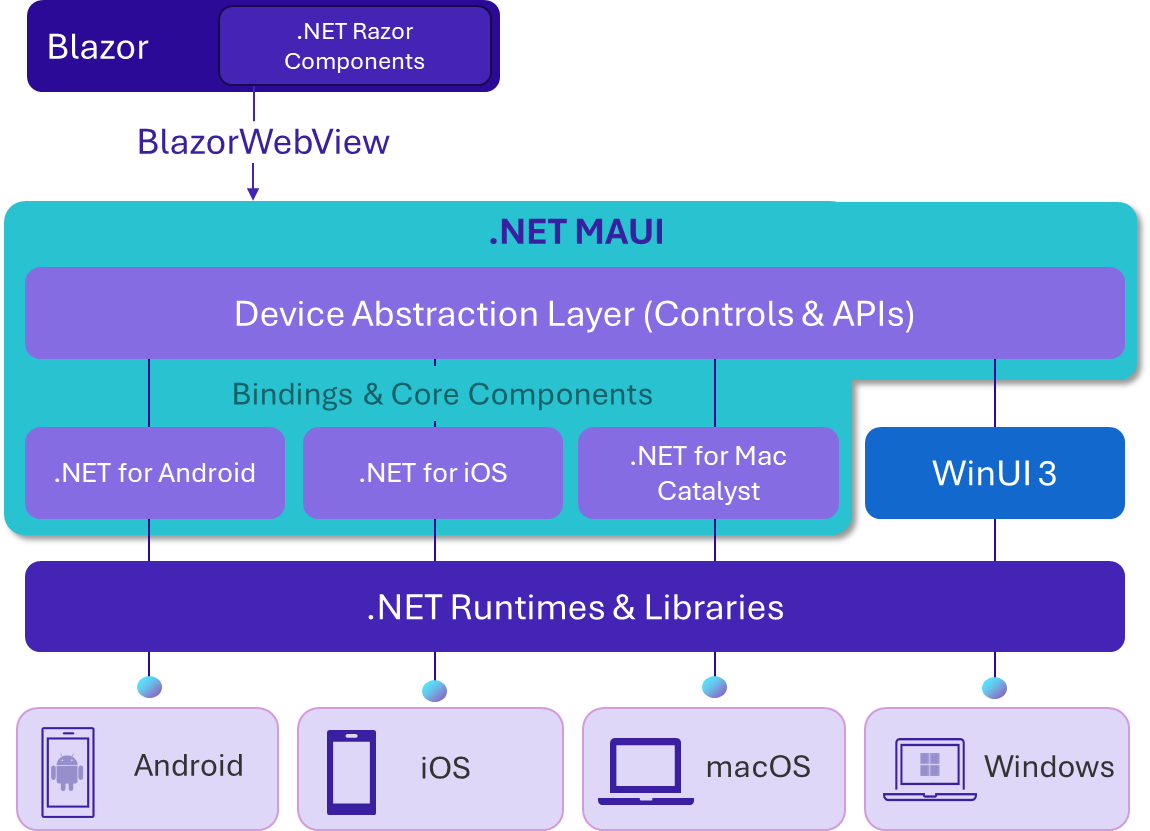 Blazor
.NET Razor
Components
BlazorWebView
.NET MAUI
Device Abstraction Layer (Controls & APIs)
Bindings & Core Components
.NET for Android
.NET for iOS
.NET for Mac
Catalyst
WinUI 3
.NET Runtimes & Libraries
Android
iOS
macOS
Windows